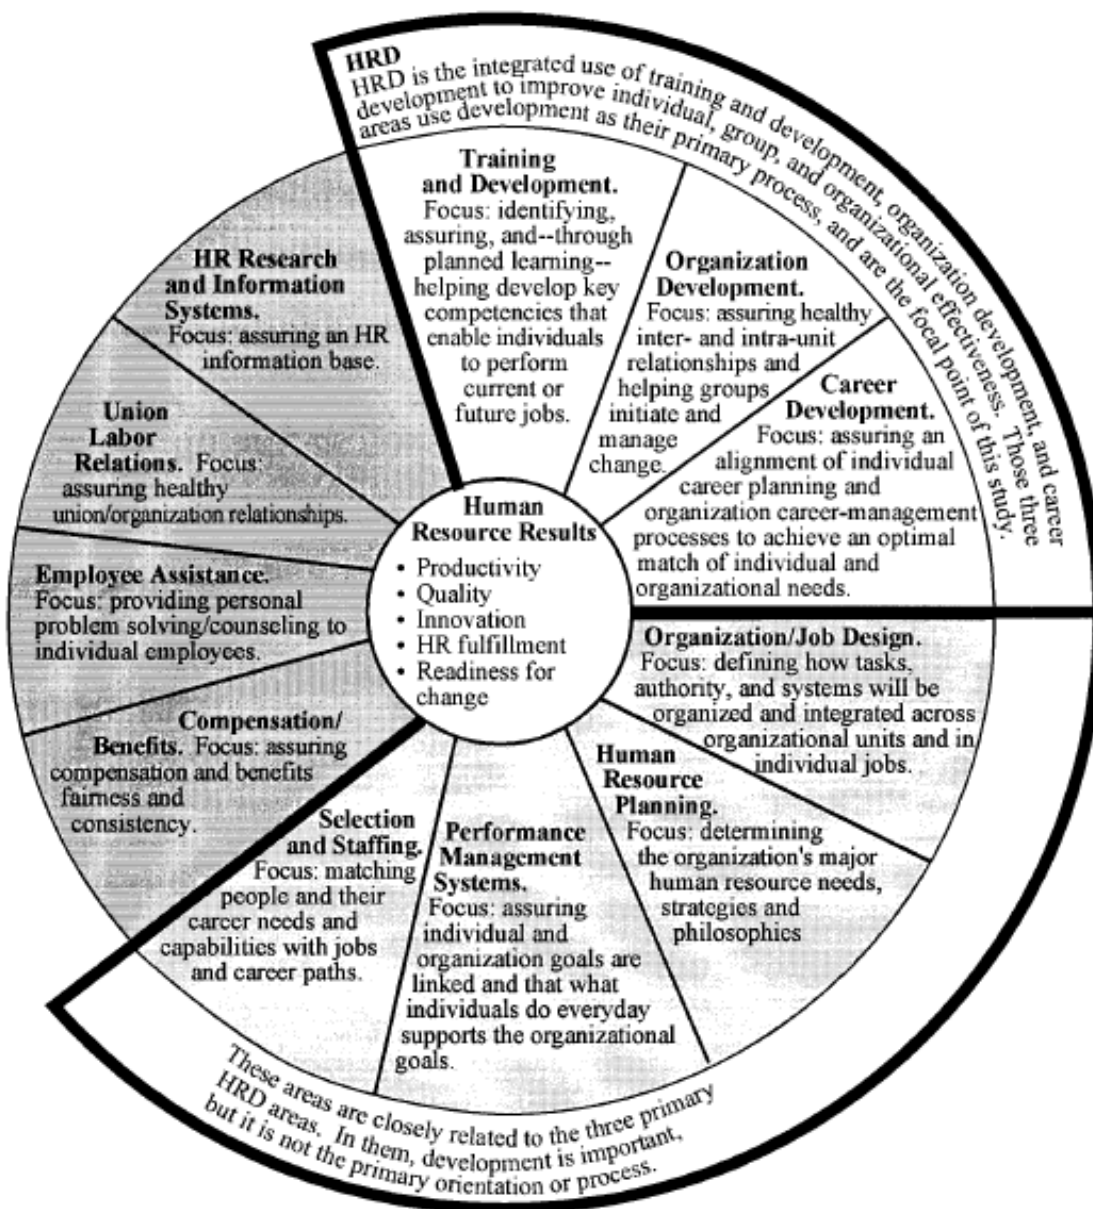 HRD
HRD is the integrated use of training and development, organization development, and career
development to improve individual, group, and organizational effectiveness. Those three
areas use development as their primary process, and are the focal point of this study.
Training
and Development.
Focus: identifying,
assuring, and--through
planned learning--
helping develop key
competencies that
enable individuals
to perform
current or
future jobs.
Organization
Development.
Focus: assuring healthy
inter- and intra-unit
relationships and
helping groups
initiate and
manage
change.
Career
Development.
Focus: assuring an
alignment of individual
career planning and
organization career-management
processes to achieve an optimal
match of individual and
organizational needs.
Organization/Job Design.
Focus: defining how tasks,
authority, and systems will be
organized and integrated across
organizational units and in
individual jobs.
Human
Resource
Planning.
Focus: determining
the organization's major
human resource needs,
strategies and
philosophies
Performance
Management
Systems.
Focus: assuring
individual and
organization goals are
linked and that what
individuals do everyday
supports the organizational
goals.
Selection
and Staffing.
Focus: matching
people and their
career needs and
capabilities with jobs
and career paths.
Compensation/
Benefits. Focus: assuring
compensation and benefits
fairness and
consistency.
Employee Assistance.
Focus: providing personal
problem solving/counseling to
individual employees.
Union
Labor
Relations. Focus:
assuring healthy
union/organization relationships.
HR Research
and Information
Systems.
Focus: assuring an HR
information base.
Human
Resource Results
• Productivity
• Quality
• Innovation
• HR fulfillment
• Readiness for
change
These areas are closely related to the three primary
HRD areas. In them, development is important,
but it is not the primary orientation or process.